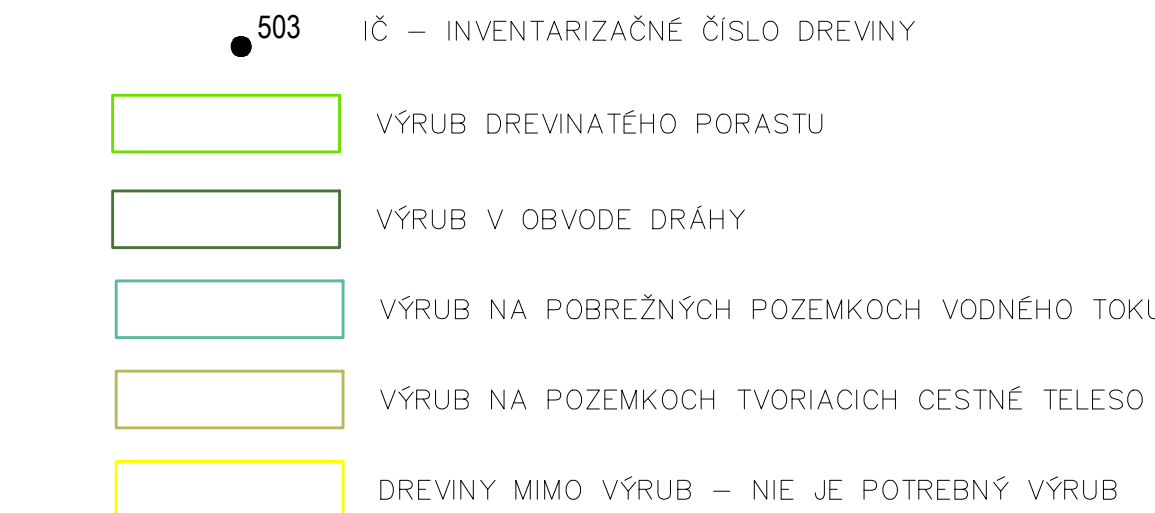 503 IČ – INVENTARIZAČNÉ ČÍSLO DREVINY
VÝRUB DREVINATÉHO PORASTU
VÝRUB V OBVODE DRÁHY
VÝRUB NA POBREŽNÝCH POZEMKOCH VODNÉHO TOKU
VÝRUB NA POZEMKOCH TVORIACICH CESTNÉ TELESO
DREVINY MIMO VÝRUB – NIE JE POTREBNÝ VÝRUB